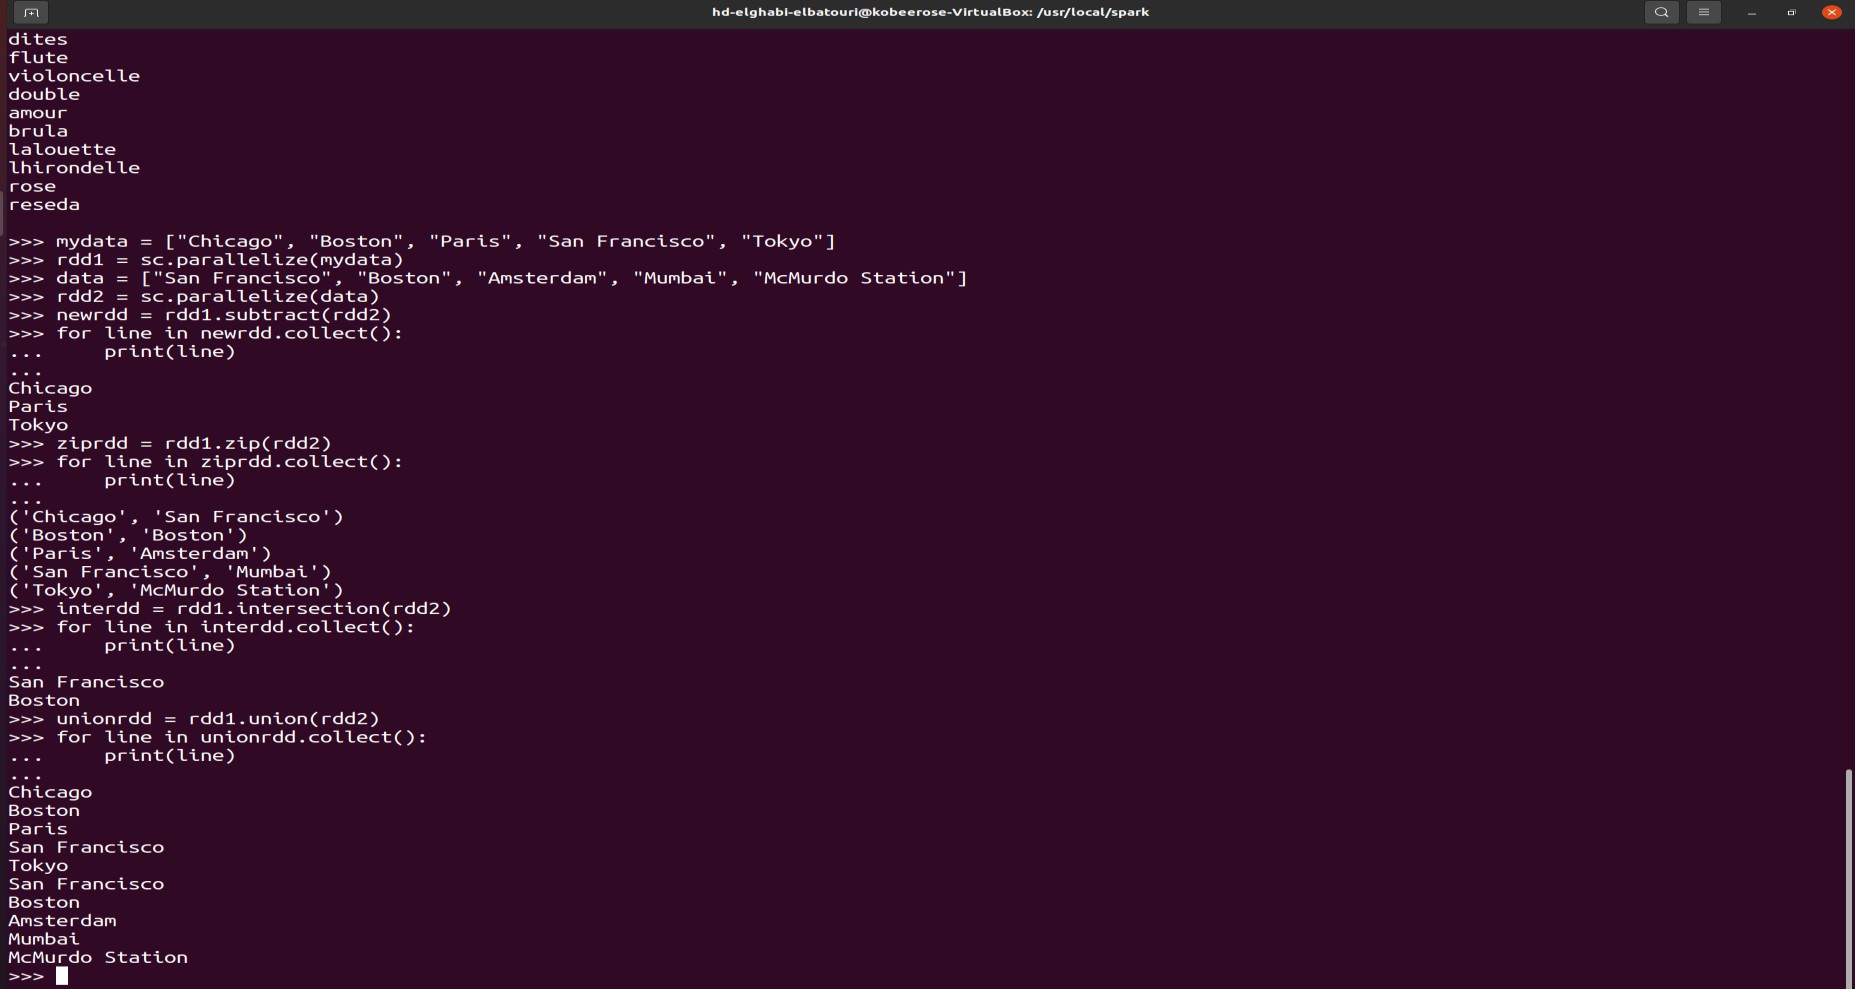 hd-elghabi-elbatouri@kobeerose-VirtualBox: /usr/local/spark
dites
flute
violoncelle
double
amour
brula
lalouette
lhirondelle
rose
reseda
>>> mydata = ["Chicago", "Boston", "Paris", "San Francisco", "Tokyo"]
>>> rdd1 = sc.parallelize(mydata)
>>> data = ["San Francisco", "Boston", "Amsterdam", "Mumbai", "McMurdo Station"]
>>> rdd2 = sc.parallelize(data)
>>> newrdd = rdd1.subtract(rdd2)
>>> for line in newrdd.collect():
...     print(line)
...
Chicago
Paris
Tokyo
>>> ziprdd = rdd1.zip(rdd2)
>>> for line in ziprdd.collect():
...     print(line)
...
('Chicago', 'San Francisco')
('Boston', 'Boston')
('Paris', 'Amsterdam')
('San Francisco', 'Mumbai')
('Tokyo', 'McMurdo Station')
>>> interdd = rdd1.intersection(rdd2)
>>> for line in interdd.collect():
...     print(line)
...
San Francisco
Boston
>>> unionrdd = rdd1.union(rdd2)
>>> for line in unionrdd.collect():
...     print(line)
...
Chicago
Boston
Paris
San Francisco
Tokyo
San Francisco
Boston
Amsterdam
Mumbai
McMurdo Station
>>>